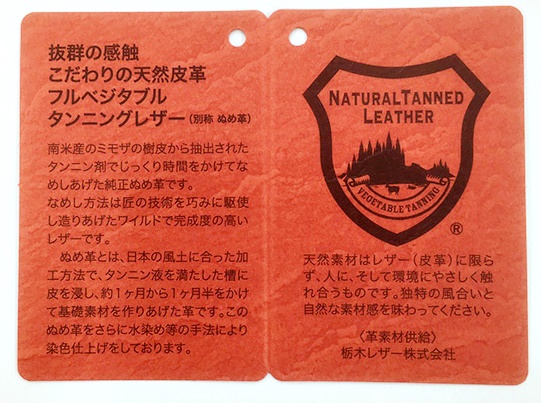 抜群の感触
こだわりの天然皮革
フルベジタブル
タンニングレザー(別称 ぬめ革)
南米産のミモザの樹皮から抽出された
タンニン剤でじっくり時間をかけてな
めしあげた純正ぬめ革です。
なめし方法は匠の技術を巧みに駆使
し造りあげたワイルドで完成度の高い
レザーです。
ぬめ革とは、日本の風土に合った加
工方法で、タンニン液を満たした槽に
皮を浸し、約1ヶ月から1ヶ月半をかけ
て基礎素材を作りあげた革です。この
ぬめ革をさらに水染め等の手法により
染色仕上げをしております。
NATURAL TANNED
LEATHER
VEGETABLE TANNING
®
天然素材はレザー(皮革)に限ら
ず、人に、そして環境にやさしく触
れ合うものです。独特の風合いと
自然な素材感を味わってください。
〈革素材供給〉
栃木レザー株式会社